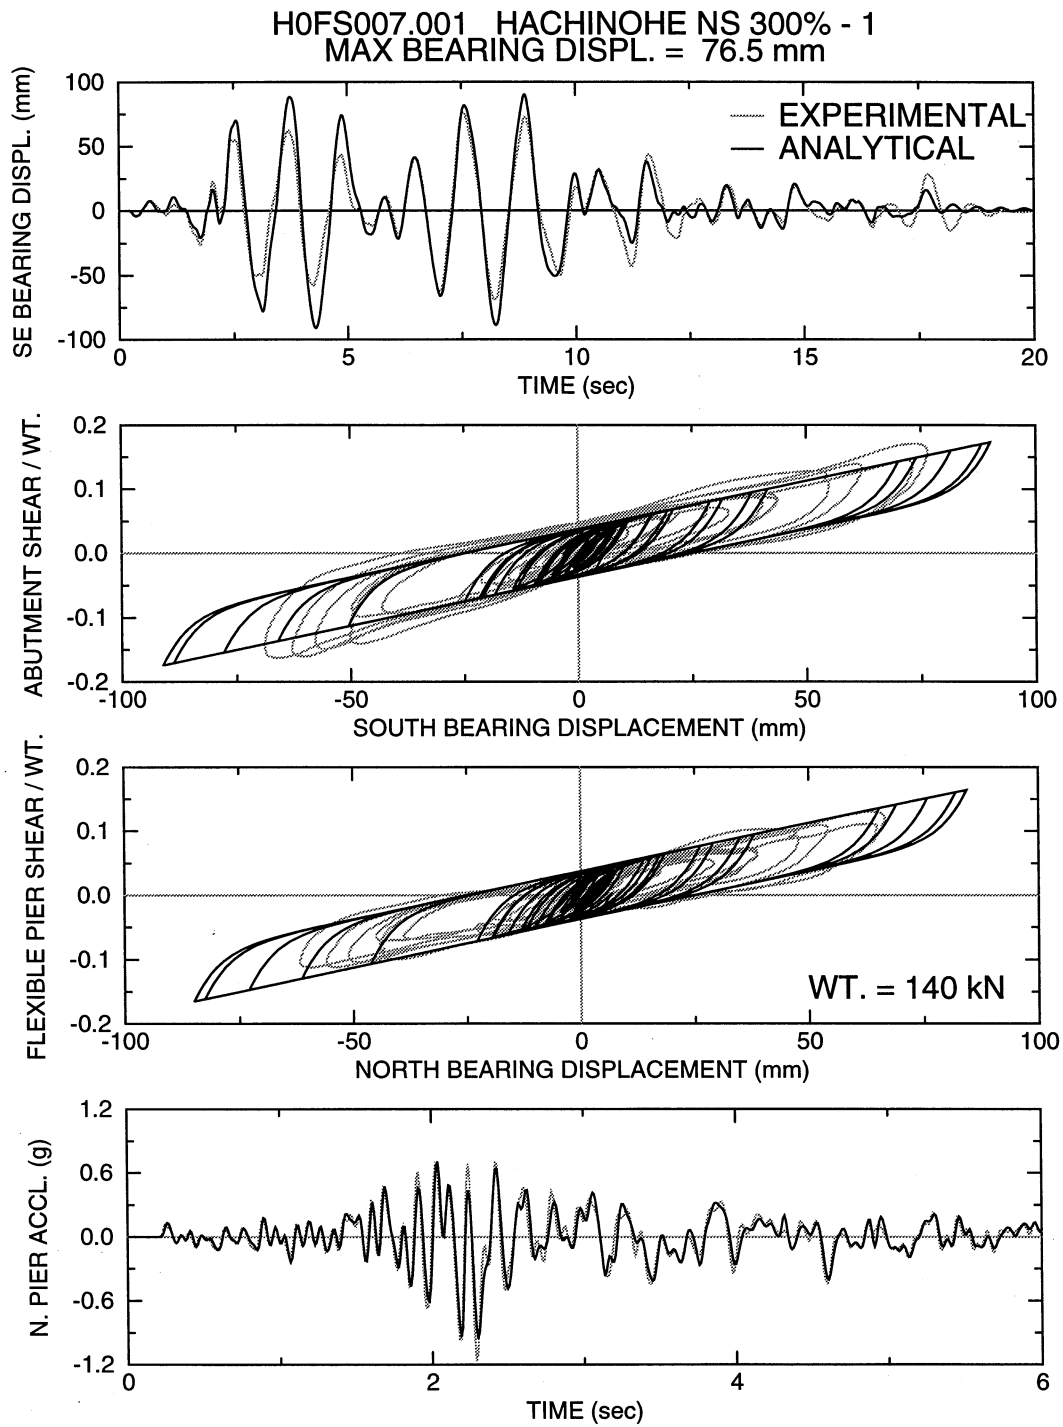 H0FS007.001 HACHINOHE NS 300% - 1
MAX BEARING DISPL. = 76.5 mm
SE BEARING DISPL. (mm)
100
50
0
-50
-100
EXPERIMENTAL
ANALYTICAL
0 5 10 15 20
TIME (sec)
ABUTMENT SHEAR / WT.
0.2
0.1
0.0
-0.1
-0.2
-100 -50 0 50 100
SOUTH BEARING DISPLACEMENT (mm)
FLEXIBLE PIER SHEAR / WT.
0.2
0.1
0.0
-0.1
-0.2
WT. = 140 kN
-100 -50 0 50 100
NORTH BEARING DISPLACEMENT (mm)
N. PIER ACCL. (g)
1.2
0.6
0.0
-0.6
-1.2
0 2 4 6
TIME (sec)